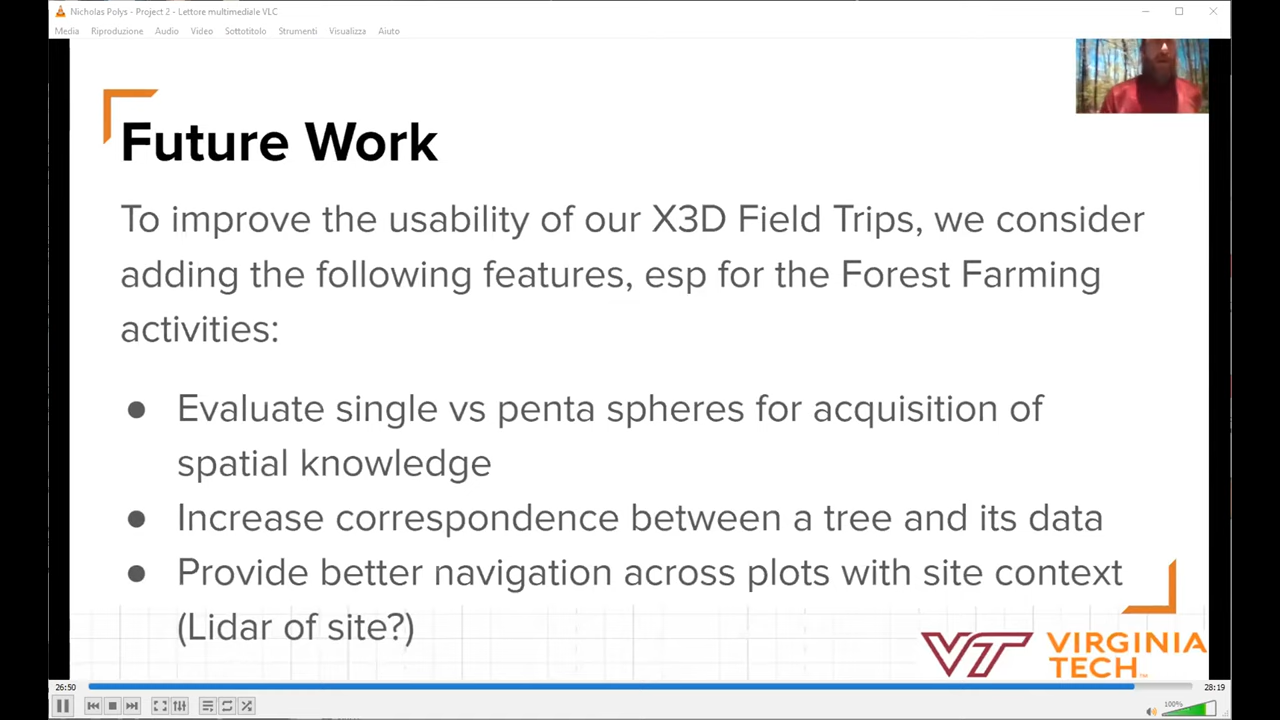 Nicholas Polys - Project 2 - Lettore multimediale VLC
Media Riproduzione Audio Video Sottotitolo Strumenti Visualizza Aiuto
Future Work
To improve the usability of our X3D Field Trips, we consider
adding the following features, esp for the Forest Farming
activities:
● Evaluate single vs penta spheres for acquisition of
spatial knowledge
● Increase correspondence between a tree and its data
● Provide better navigation across plots with site context
(Lidar of site?)
VT VIRGINIA
TECH™
26:50
28:19
100%